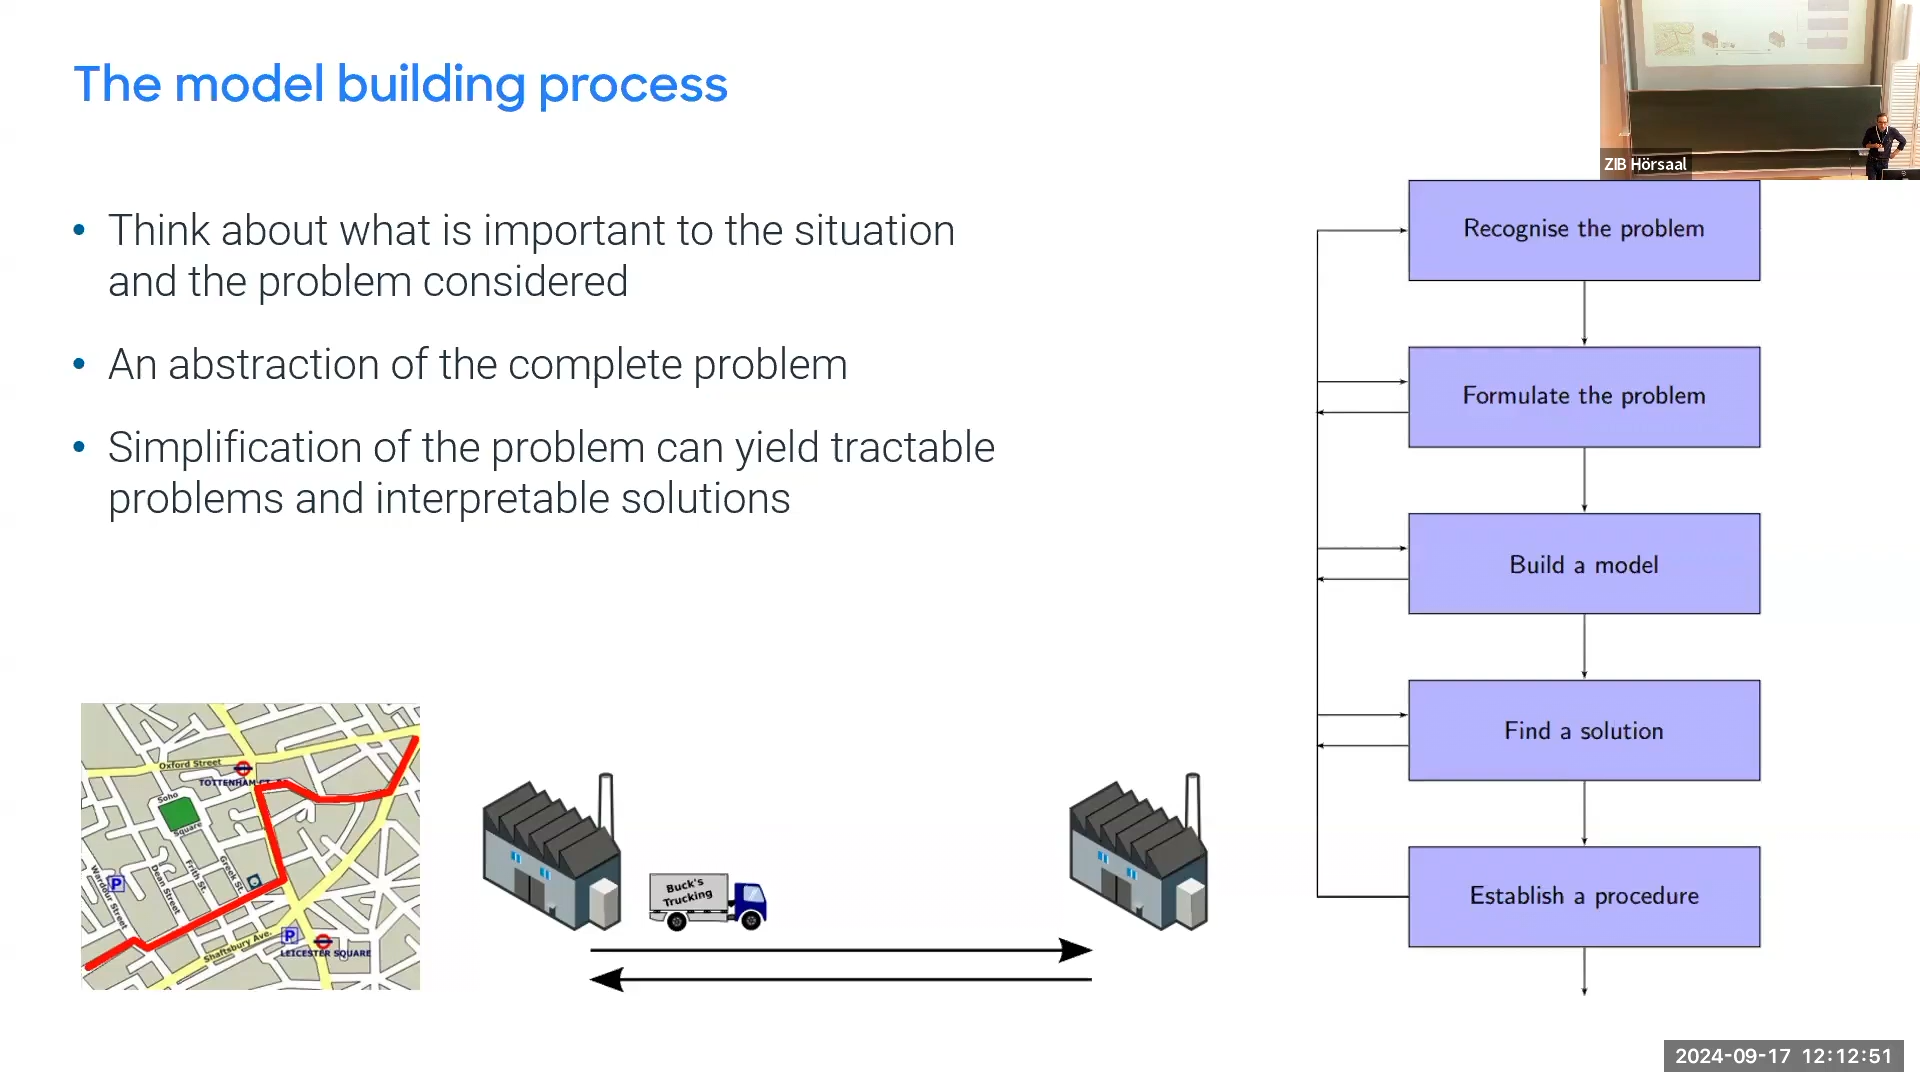 The model building process
ZIB Hörsaal
• Think about what is important to the situation
and the problem considered
• An abstraction of the complete problem
• Simplification of the problem can yield tractable
problems and interpretable solutions
Recognise the problem
Formulate the problem
Build a model
Find a solution
Establish a procedure
Oxford Street
TOTTENHAM CT.
Soho
Square
Greek St.
Frith St.
Dean Street
Wardour Street
P
Shaftsbury Ave.
P
LEICESTER SQUARE
Buck's
Trucking
2024-09-17 12:12:51